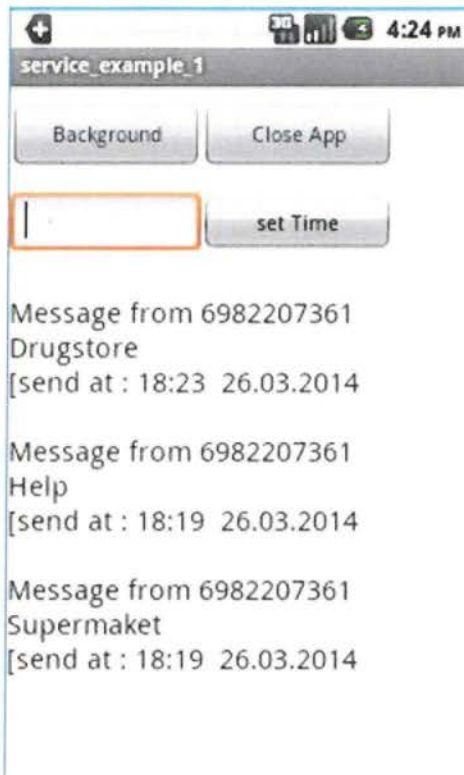 3G 4:24 PM
service_example_1
Background Close App
set Time
Message from 6982207361
Drugstore
[send at : 18:23 26.03.2014
Message from 6982207361
Help
[send at : 18:19 26.03.2014
Message from 6982207361
Supermaket
[send at : 18:19 26.03.2014